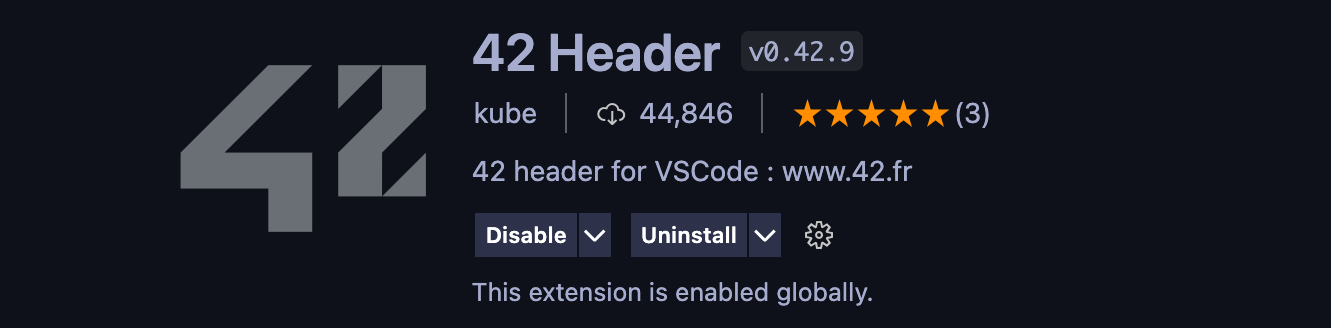 42
42 Header v0.42.9
kube 44,846 (3)
42 header for VSCode : www.42.fr
Disable Uninstall
This extension is enabled globally.